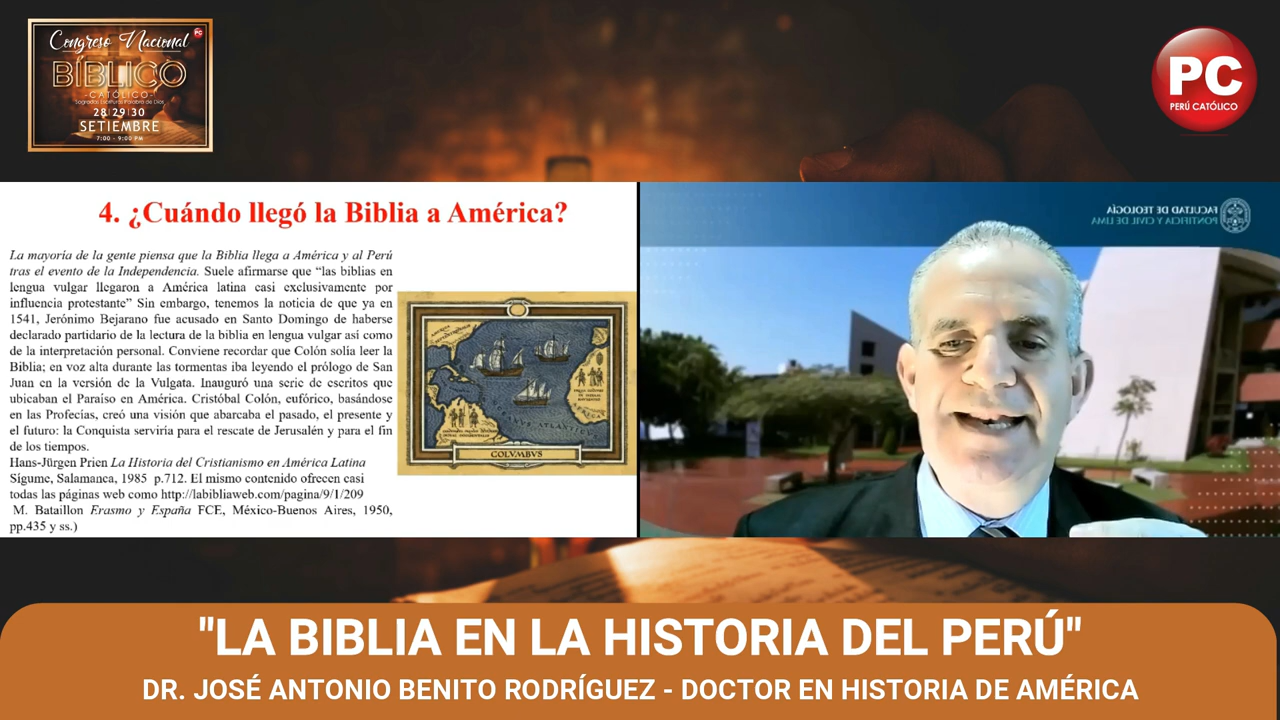 Congreso Nacional
PC
BÍBLICO
-CATÓLICO-
Sagradas Escrituras Palabra de Dios
28|29|30
SETIEMBRE
7:00 - 9:00 PM
PC
PERÚ CATÓLICO
4. ¿Cuándo llegó la Biblia a América?
La mayoría de la gente piensa que la Biblia llega a América y al Perú
tras el evento de la Independencia. Suele afirmarse que “las biblias en
lengua vulgar llegaron a América latina casi exclusivamente por
influencia protestante” Sin embargo, tenemos la noticia de que ya en
1541, Jerónimo Bejarano fue acusado en Santo Domingo de haberse
declarado partidario de la lectura de la biblia en lengua vulgar así como
de la interpretación personal. Conviene recordar que Colón solía leer la
Biblia; en voz alta durante las tormentas iba leyendo el prólogo de San
Juan en la versión de la Vulgata. Inauguró una serie de escritos que
ubicaban el Paraíso en América. Cristóbal Colón, eufórico, basándose
en las Profecías, creó una visión que abarcaba el pasado, el presente y
el futuro: la Conquista serviría para el rescate de Jerusalén y para el fin
de los tiempos.
Hans-Jürgen Prien La Historia del Cristianismo en América Latina
Sígume, Salamanca, 1985 p.712. El mismo contenido ofrecen casi
todas las páginas web como http://labibliaweb.com/pagina/9/1/209
M. Bataillon Erasmo y España FCE, México-Buenos Aires, 1950,
pp.435 y ss.)
COLVMBVS
FACULTAD DE TEOLOGÍA
PONTIFICIA Y CIVIL DE LIMA
"LA BIBLIA EN LA HISTORIA DEL PERÚ"
DR. JOSÉ ANTONIO BENITO RODRÍGUEZ - DOCTOR EN HISTORIA DE AMÉRICA